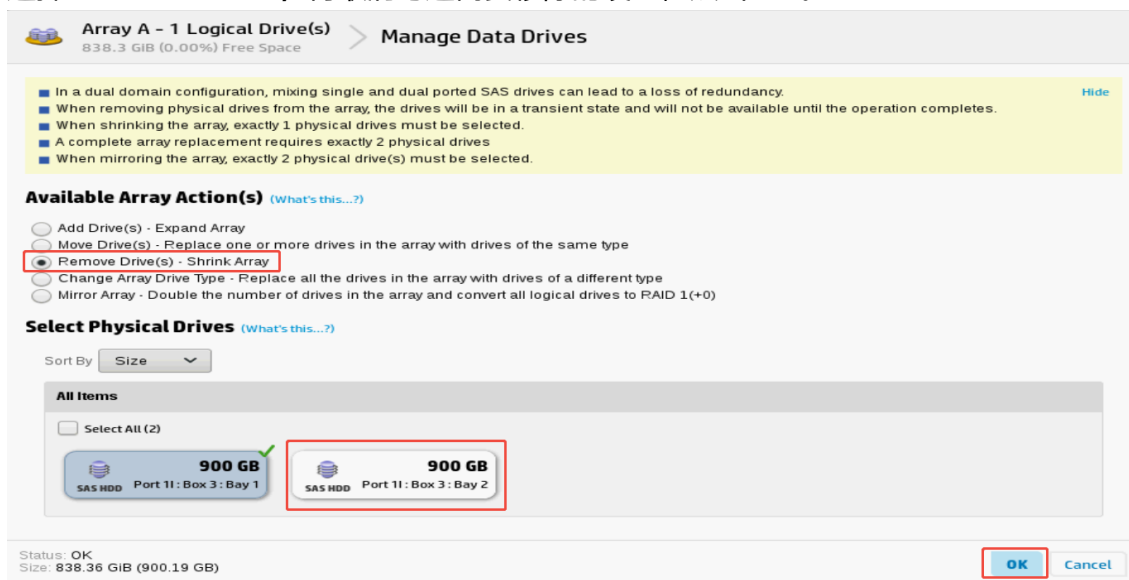 Array A - 1 Logical Drive(s)
838.3 GiB (0.00%) Free Space
Manage Data Drives
In a dual domain configuration, mixing single and dual ported SAS drives can lead to a loss of redundancy.
Hide
When removing physical drives from the array, the drives will be in a transient state and will not be available until the operation completes.
When shrinking the array, exactly 1 physical drives must be selected.
A complete array replacement requires exactly 2 physical drives
When mirroring the array, exactly 2 physical drive(s) must be selected.
Available Array Action(s) (What's this...?)
Add Drive(s) - Expand Array
Move Drive(s) - Replace one or more drives in the array with drives of the same type
Remove Drive(s) - Shrink Array
Change Array Drive Type - Replace all the drives in the array with drives of a different type
Mirror Array - Double the number of drives in the array and convert all logical drives to RAID 1(+0)
Select Physical Drives (What's this...?)
Sort By Size
All Items
Select All (2)
900 GB
SAS HDD Port 1I : Box 3 : Bay 1
900 GB
SAS HDD Port 1I : Box 3 : Bay 2
Status: OK
Size: 838.36 GiB (900.19 GB)
OK
Cancel